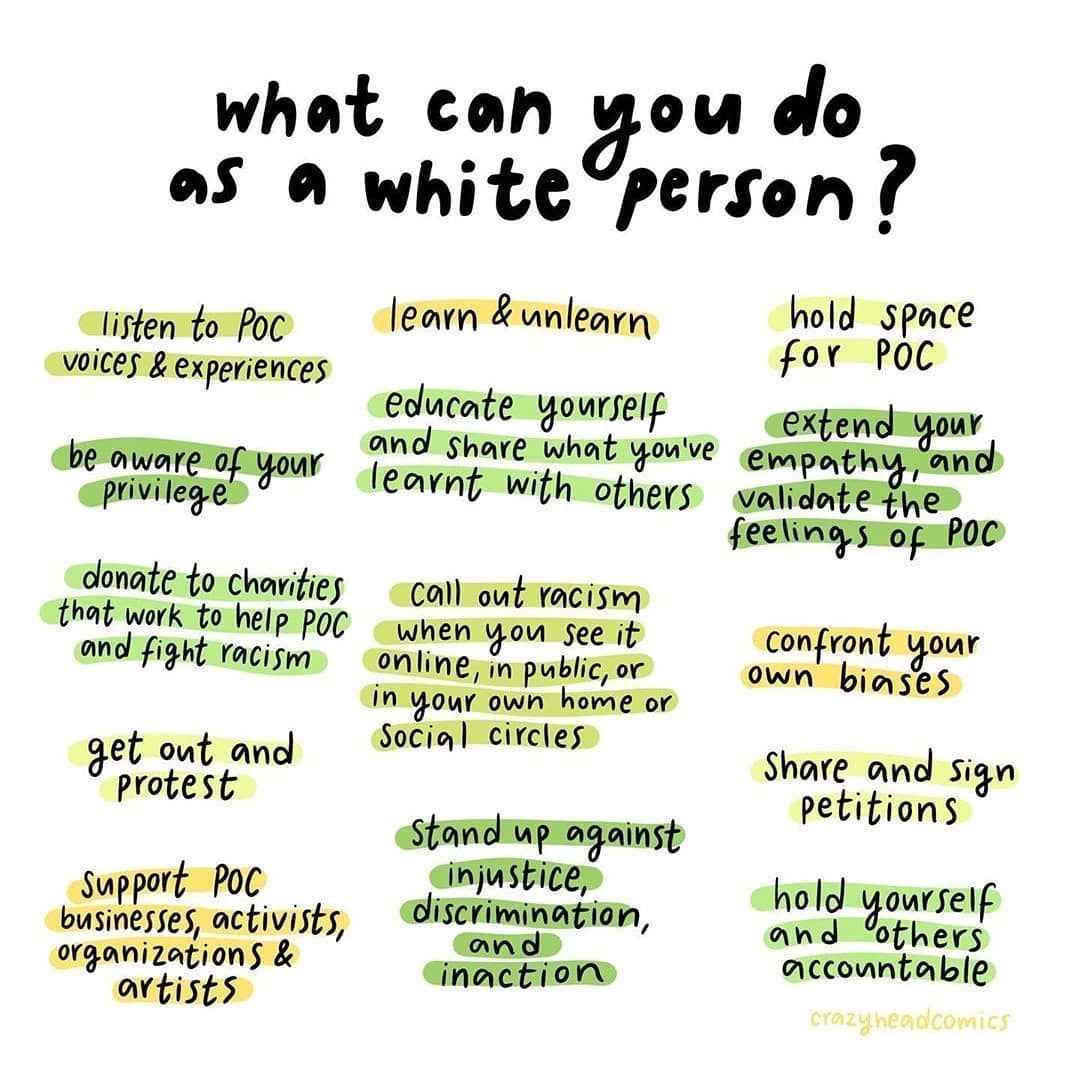 what can you do
as a white person?
listen to POC
voices & experiences
be aware of your
privilege
donate to charities
that work to help POC
and fight racism
get out and
protest
support POC
businesses, activists,
organizations &
artists
learn & unlearn
educate yourself
and share what you've
learnt with others
call out racism
when you see it
online, in public, or
in your own home or
social circles
stand up against
injustice,
discrimination,
and
inaction
hold space
for POC
extend your
empathy, and
validate the
feelings of POC
confront your
own biases
share and sign
petitions
hold yourself
and others
accountable
crazyheadcomics